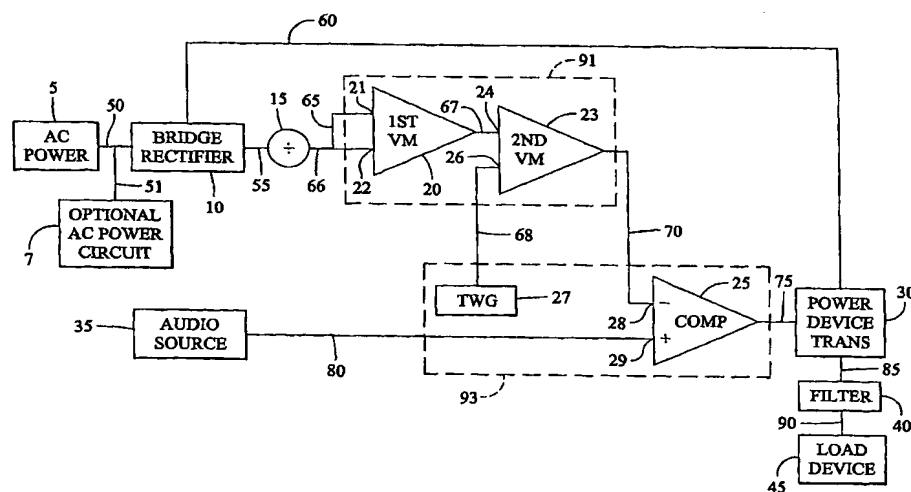 60
91
5
50
15
65
21
67
24
23
AC
POWER
BRIDGE
RECTIFIER
÷
1ST
VM
2ND
VM
26
55
66
22
20
51
10
OPTIONAL
AC POWER
CIRCUIT
7
68
70
25
75
TWG
27
−
COMP
POWER
DEVICE
TRANS
30
35
AUDIO
SOURCE
28
+
29
80
85
93
FILTER
40
90
LOAD
DEVICE
45